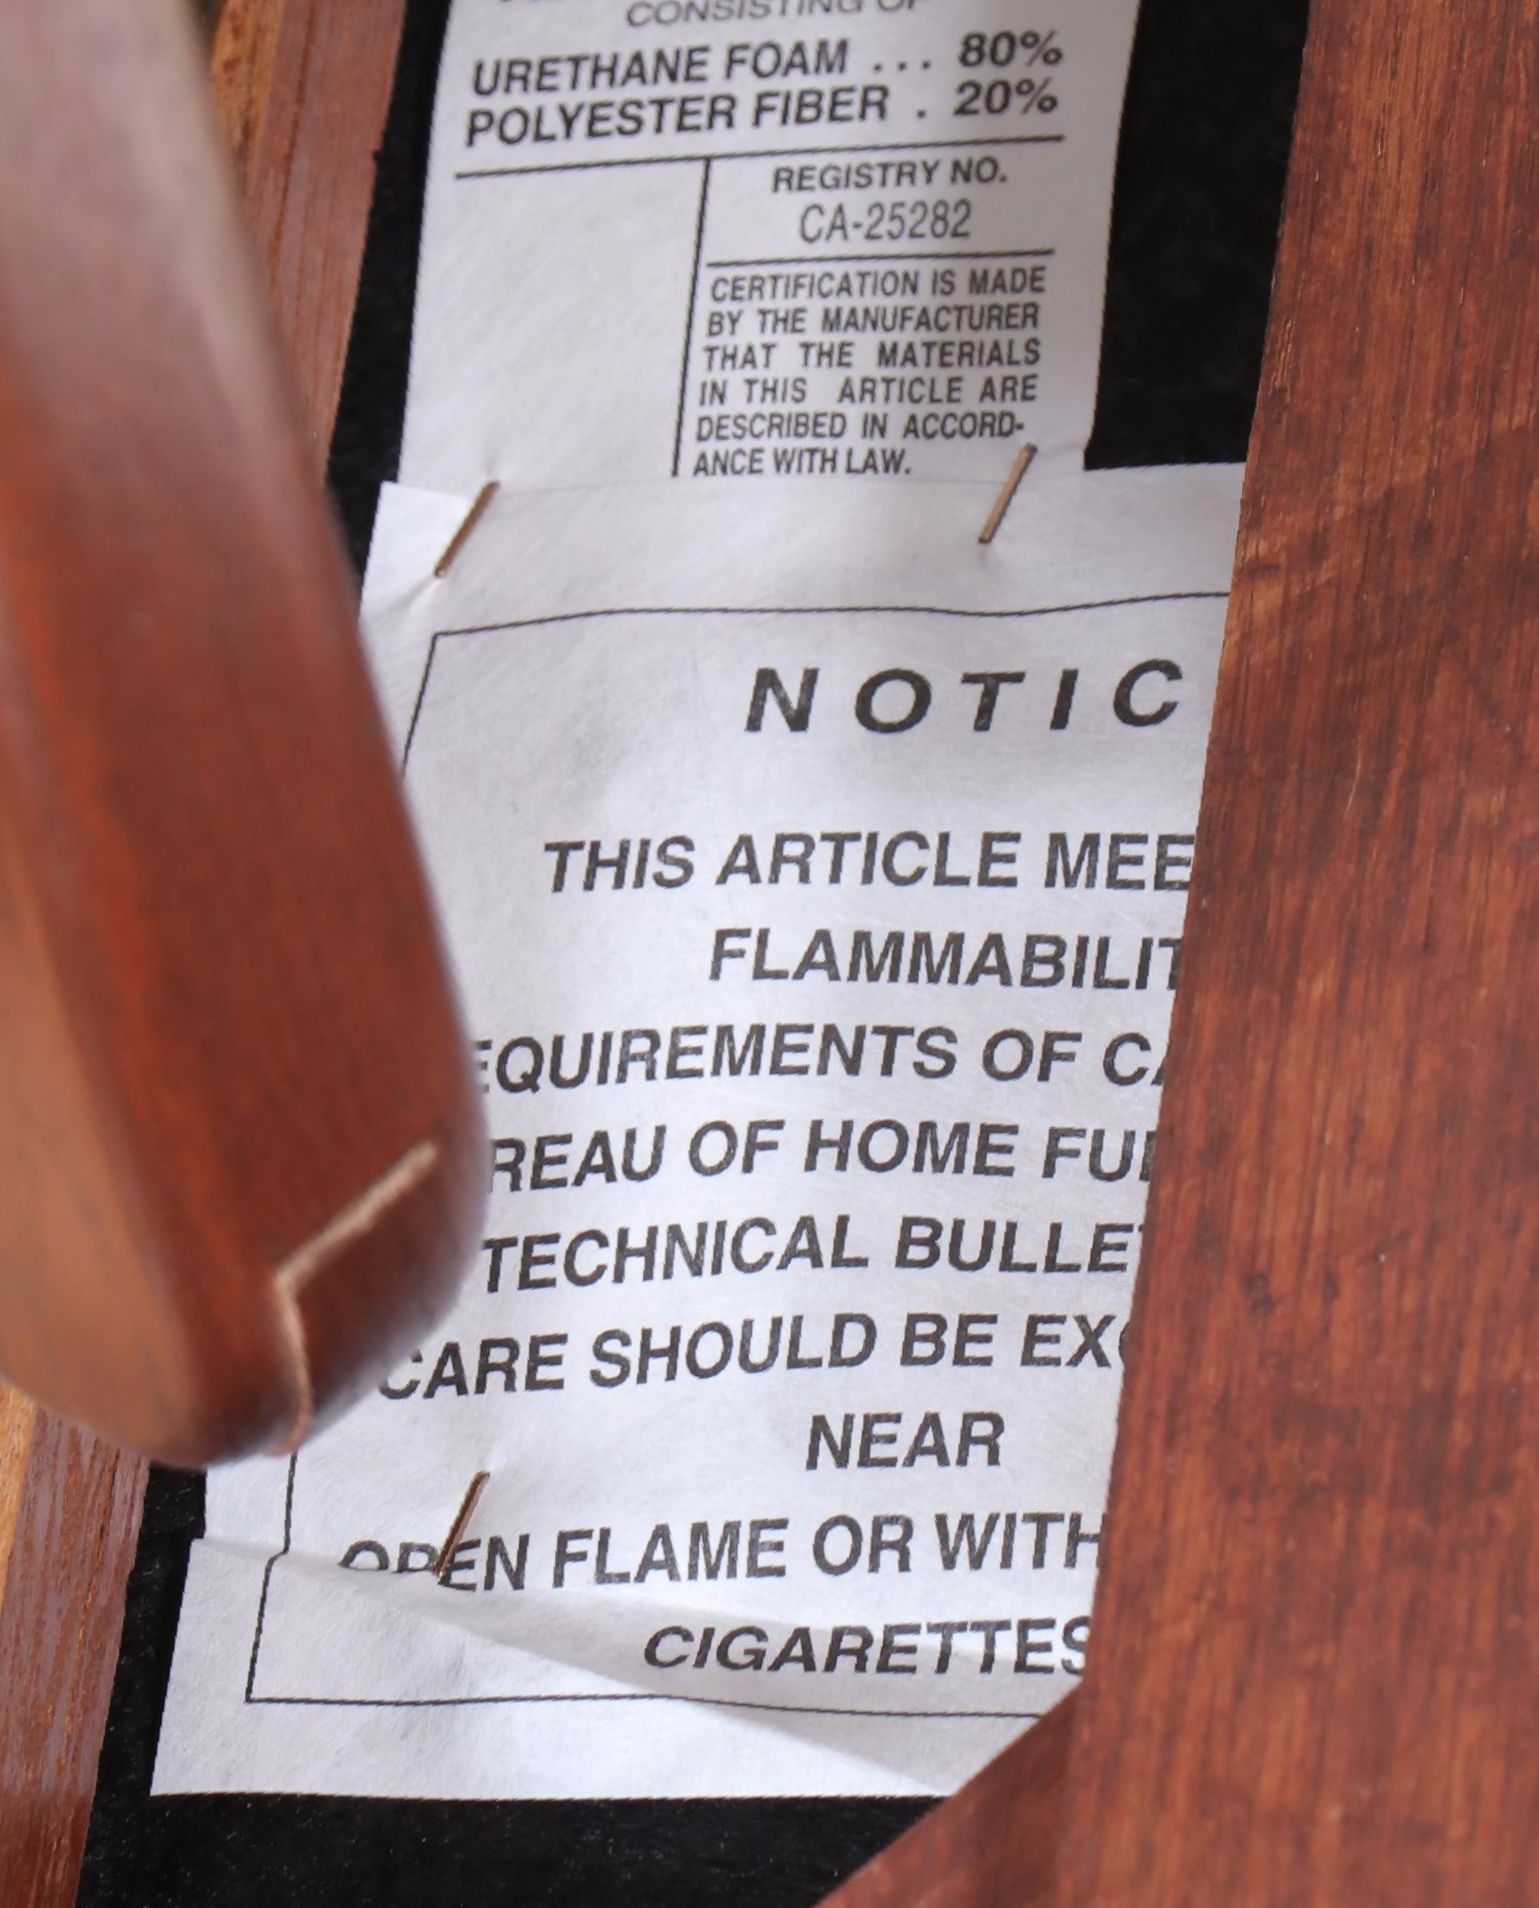 CONSISTING OF
URETHANE FOAM ... 80%
POLYESTER FIBER . 20%
REGISTRY NO.
CA-25282
CERTIFICATION IS MADE
BY THE MANUFACTURER
THAT THE MATERIALS
IN THIS ARTICLE ARE
DESCRIBED IN ACCORD-
ANCE WITH LAW.
NOTIC
THIS ARTICLE MEE
FLAMMABILIT
EQUIREMENTS OF CA
REAU OF HOME FU
TECHNICAL BULLE
CARE SHOULD BE EX
NEAR
OPEN FLAME OR WITH
CIGARETTES